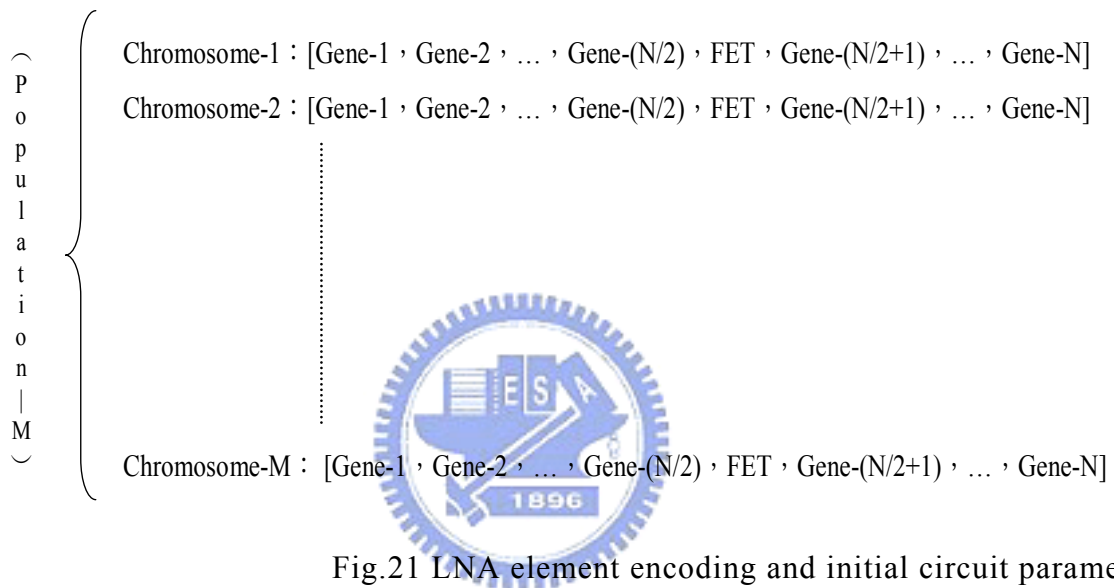 （Population—M）
Chromosome-1：[Gene-1，Gene-2，…，Gene-(N/2)，FET，Gene-(N/2+1)，…，Gene-N]
Chromosome-2：[Gene-1，Gene-2，…，Gene-(N/2)，FET，Gene-(N/2+1)，…，Gene-N]
Chromosome-M： [Gene-1，Gene-2，…，Gene-(N/2)，FET，Gene-(N/2+1)，…，Gene-N]
ESA
1896
Fig.21 LNA element encoding and initial circuit parame